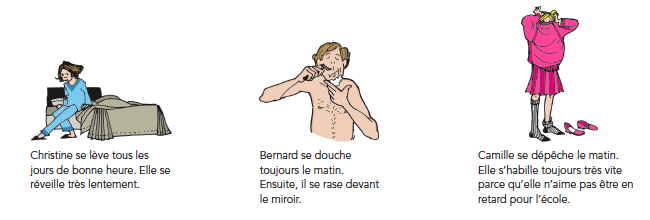 Christine se lève tous les
jours de bonne heure. Elle se
réveille très lentement.
Bernard se douche
toujours le matin.
Ensuite, il se rase devant
le miroir.
Camille se dépêche le matin.
Elle s'habille toujours très vite
parce qu'elle n'aime pas être en
retard pour l'école.